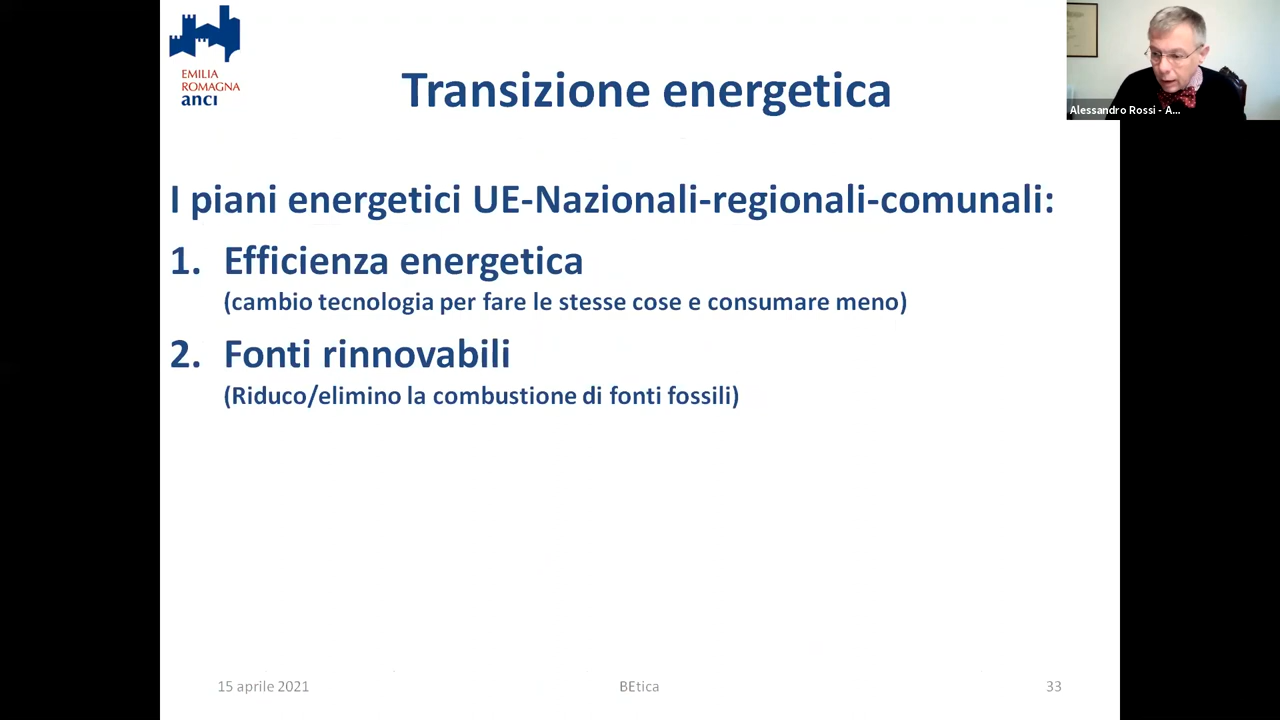 EMILIA
ROMAGNA
ancı
Transizione energetica
Alessandro Rossi - A...
I piani energetici UE-Nazionali-regionali-comunali:
1. Efficienza energetica
(cambio tecnologia per fare le stesse cose e consumare meno)
2. Fonti rinnovabili
(Riduco/elimino la combustione di fonti fossili)
15 aprile 2021
BEtica
33